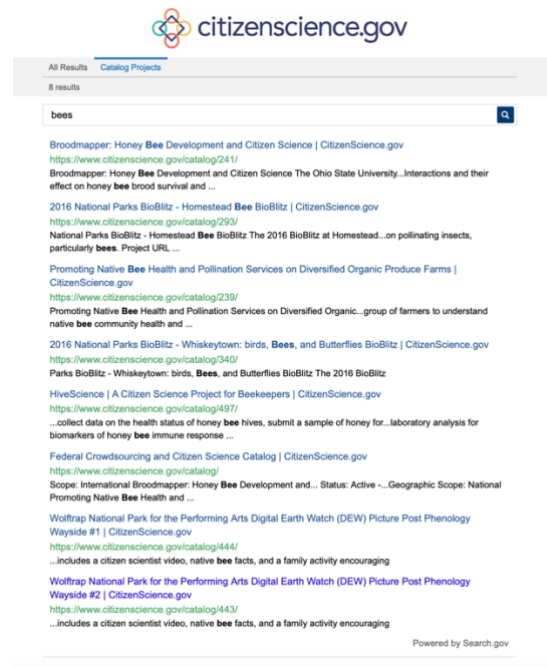 citizenscience.gov
All Results Catalog Projects
8 results
bees
Broodmapper: Honey Bee Development and Citizen Science | CitizenScience.gov
https://www.citizenscience.gov/catalog/241/
Broodmapper: Honey Bee Development and Citizen Science The Ohio State University...Interactions and their
effect on honey bee brood survival and ...
2016 National Parks BioBlitz - Homestead Bee BioBlitz | CitizenScience.gov
https://www.citizenscience.gov/catalog/293/
National Parks BioBlitz - Homestead Bee BioBlitz The 2016 BioBlitz at Homestead...on pollinating insects,
particularly bees. Project URL ...
Promoting Native Bee Health and Pollination Services on Diversified Organic Produce Farms |
CitizenScience.gov
https://www.citizenscience.gov/catalog/239/
Promoting Native Bee Health and Pollination Services on Diversified Organic...group of farmers to understand
native bee community health and ...
2016 National Parks BioBlitz - Whiskeytown: birds, Bees, and Butterflies BioBlitz | CitizenScience.gov
https://www.citizenscience.gov/catalog/340/
Parks BioBlitz - Whiskeytown: birds, Bees, and Butterflies BioBlitz The 2016 BioBlitz
HiveScience | A Citizen Science Project for Beekeepers | CitizenScience.gov
https://www.citizenscience.gov/catalog/497/
...collect data on the health status of honey bee hives, submit a sample of honey for...laboratory analysis for
biomarkers of honey bee immune response ...
Federal Crowdsourcing and Citizen Science Catalog | CitizenScience.gov
https://www.citizenscience.gov/catalog/
Scope: International Broodmapper: Honey Bee Development and... Status: Active -...Geographic Scope: National
Promoting Native Bee Health and ...
Wolftrap National Park for the Performing Arts Digital Earth Watch (DEW) Picture Post Phenology
Wayside #1 | CitizenScience.gov
https://www.citizenscience.gov/catalog/444/
...includes a citizen scientist video, native bee facts, and a family activity encouraging
Wolftrap National Park for the Performing Arts Digital Earth Watch (DEW) Picture Post Phenology
Wayside #2 | CitizenScience.gov
https://www.citizenscience.gov/catalog/443/
...includes a citizen scientist video, native bee facts, and a family activity encouraging
Powered by Search.gov